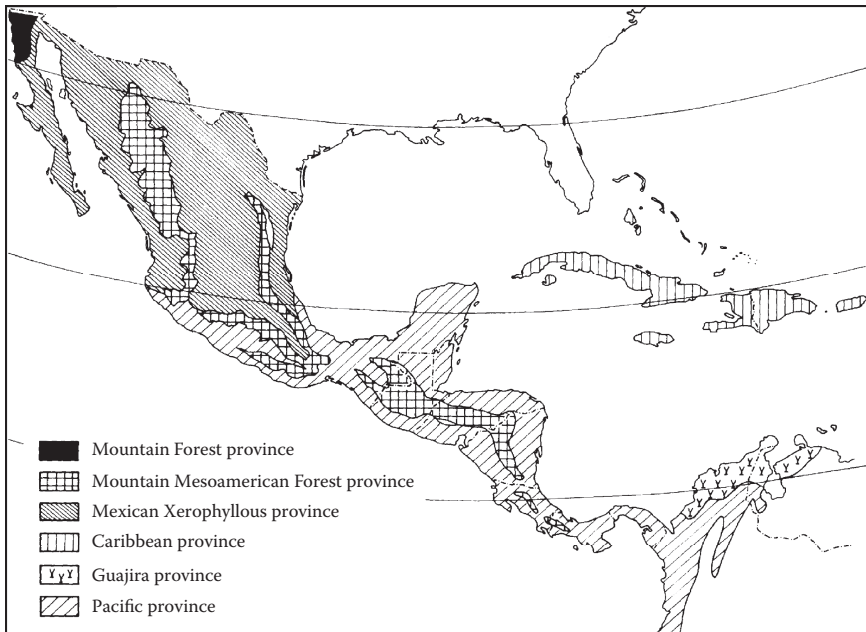 Mountain Forest province
Mountain Mesoamerican Forest province
Mexican Xerophyllous province
Caribbean province
Guajira province
Pacific province